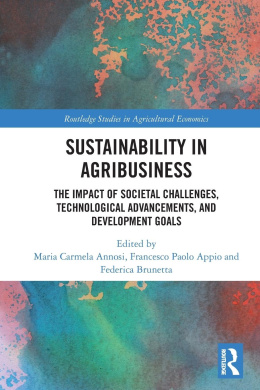 Routledge Studies in Agricultural Economics
SUSTAINABILITY IN
AGRIBUSINESS
THE IMPACT OF SOCIETAL CHALLENGES,
TECHNOLOGICAL ADVANCEMENTS, AND
DEVELOPMENT GOALS
Edited by
Maria Carmela Annosi, Francesco Paolo Appio and
Federica Brunetta
ROUTLEDGE